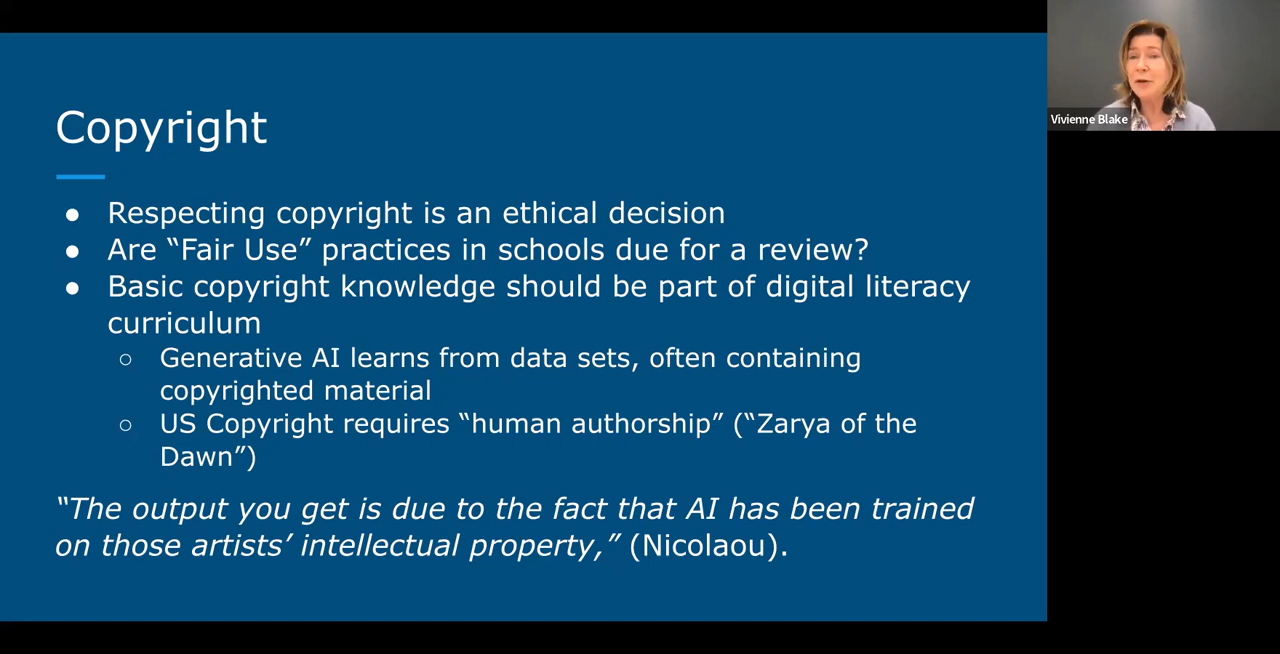 Copyright
● Respecting copyright is an ethical decision
● Are “Fair Use” practices in schools due for a review?
● Basic copyright knowledge should be part of digital literacy
curriculum
○ Generative AI learns from data sets, often containing
copyrighted material
○ US Copyright requires “human authorship” (“Zarya of the
Dawn”)
“The output you get is due to the fact that AI has been trained
on those artists’ intellectual property,” (Nicolaou).
Vivienne Blake